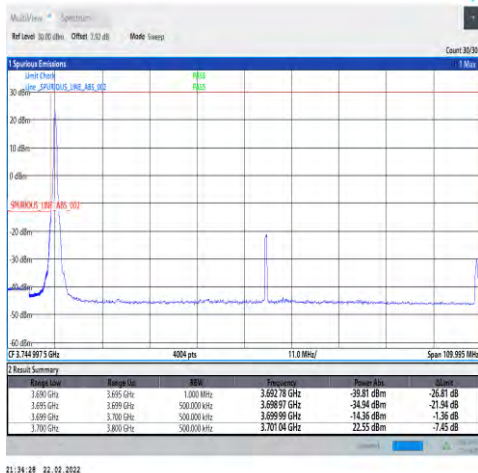 MultiView Spectrum
Ref Level 30.00 dBm Offset 7.92 dB Mode Sweep
Count 30/30
1 Spurious Emissions 1 Max
Limit Check PASS
Line _SPURIOUS_LINE_ABS_002 PASS
30 dBm
20 dBm
10 dBm
0 dBm
SPURIOUS_LINE_ABS_002
-20 dBm
-30 dBm
-40 dBm
-50 dBm
-60 dBm
CF 3.744 997 5 GHz 4004 pts 11.0 MHz/ Span 109.995 MHz
2 Result Summary
Range Low Range Up RBW Frequency Power Abs ΔLimit
3.690 GHz 3.695 GHz 1.000 MHz 3.692 78 GHz -39.81 dBm -26.81 dB
3.695 GHz 3.699 GHz 500.000 kHz 3.698 97 GHz -34.94 dBm -21.94 dB
3.699 GHz 3.700 GHz 500.000 kHz 3.699 99 GHz -14.36 dBm -1.36 dB
3.700 GHz 3.800 GHz 500.000 kHz 3.701 04 GHz 22.55 dBm -7.45 dB
21:34:28 22.02.2022